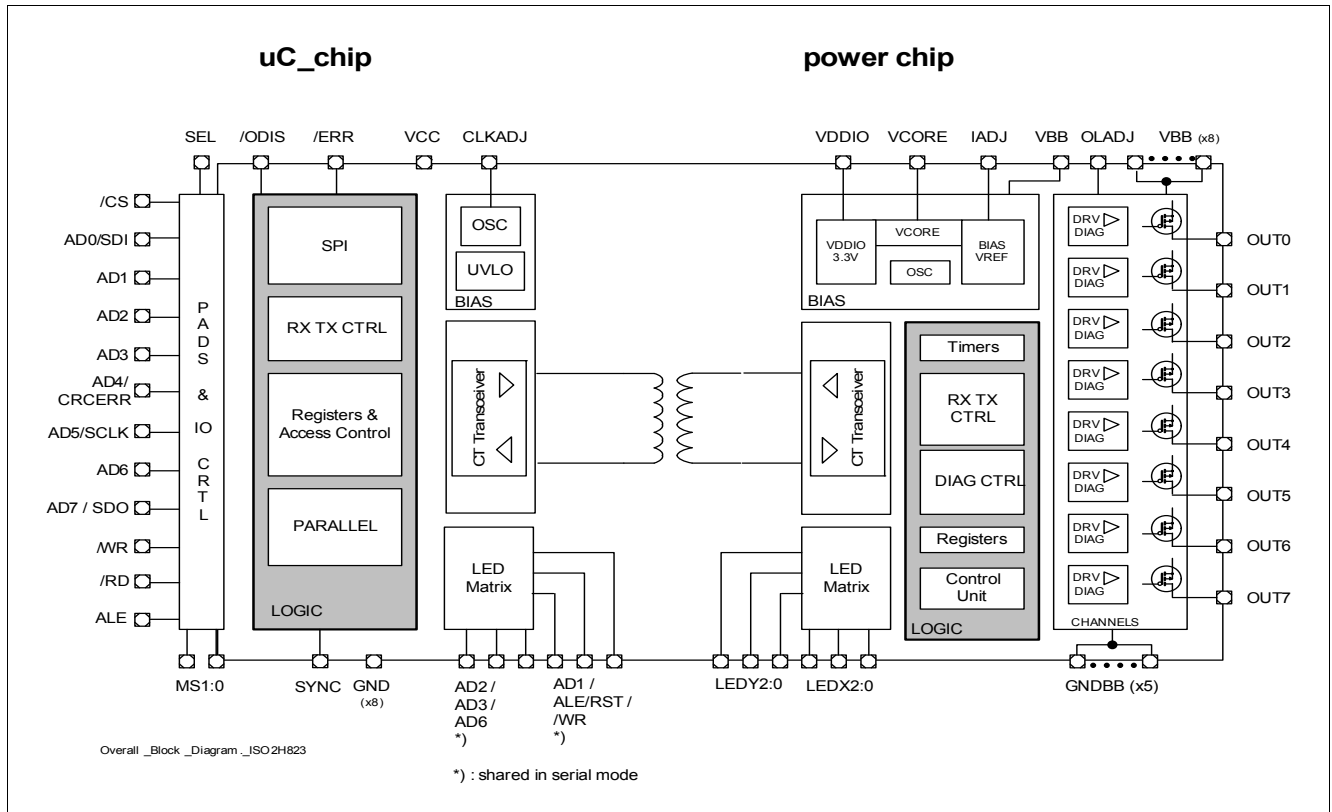 uC_chip
power chip
SEL
/ODIS
/ERR
VCC
CLKADJ
VDDIO
VCORE
IADJ
VBB
OLADJ
VBB (x8)
/CS
AD0/SDI
AD1
AD2
AD3
AD4/
CRCERR
AD5/SCLK
AD6
AD7 / SDO
/WR
/RD
ALE
PADS
&
IO
CRTL
SPI
RX TX CTRL
Registers &
Access Control
PARALLEL
LOGIC
OSC
UVLO
BIAS
CT Transceiver
LED
Matrix
VDDIO
3.3V
VCORE
OSC
BIAS
VREF
BIAS
CT Transceiver
LED
Matrix
Timers
RX TX
CTRL
DIAG CTRL
Registers
Control
Unit
LOGIC
DRV
DIAG
DRV
DIAG
DRV
DIAG
DRV
DIAG
DRV
DIAG
DRV
DIAG
DRV
DIAG
DRV
DIAG
CHANNELS
OUT0
OUT1
OUT2
OUT3
OUT4
OUT5
OUT6
OUT7
MS1:0
SYNC
GND
(x8)
AD2 /
AD3 /
AD6
*)
AD1 /
ALE/RST /
/WR
*)
LEDY2:0
LEDX2:0
GNDBB (x5)
Overall _Block _Diagram ._ISO2H823
*) : shared in serial mode